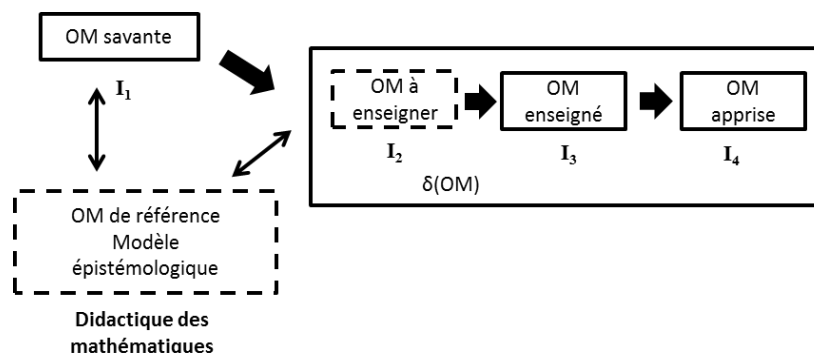 OM savante
I₁
OM à
enseigner
I₂
OM
enseigné
I₃
OM
apprise
I₄
δ(OM)
OM de référence
Modèle
épistémologique
Didactique des
mathématiques